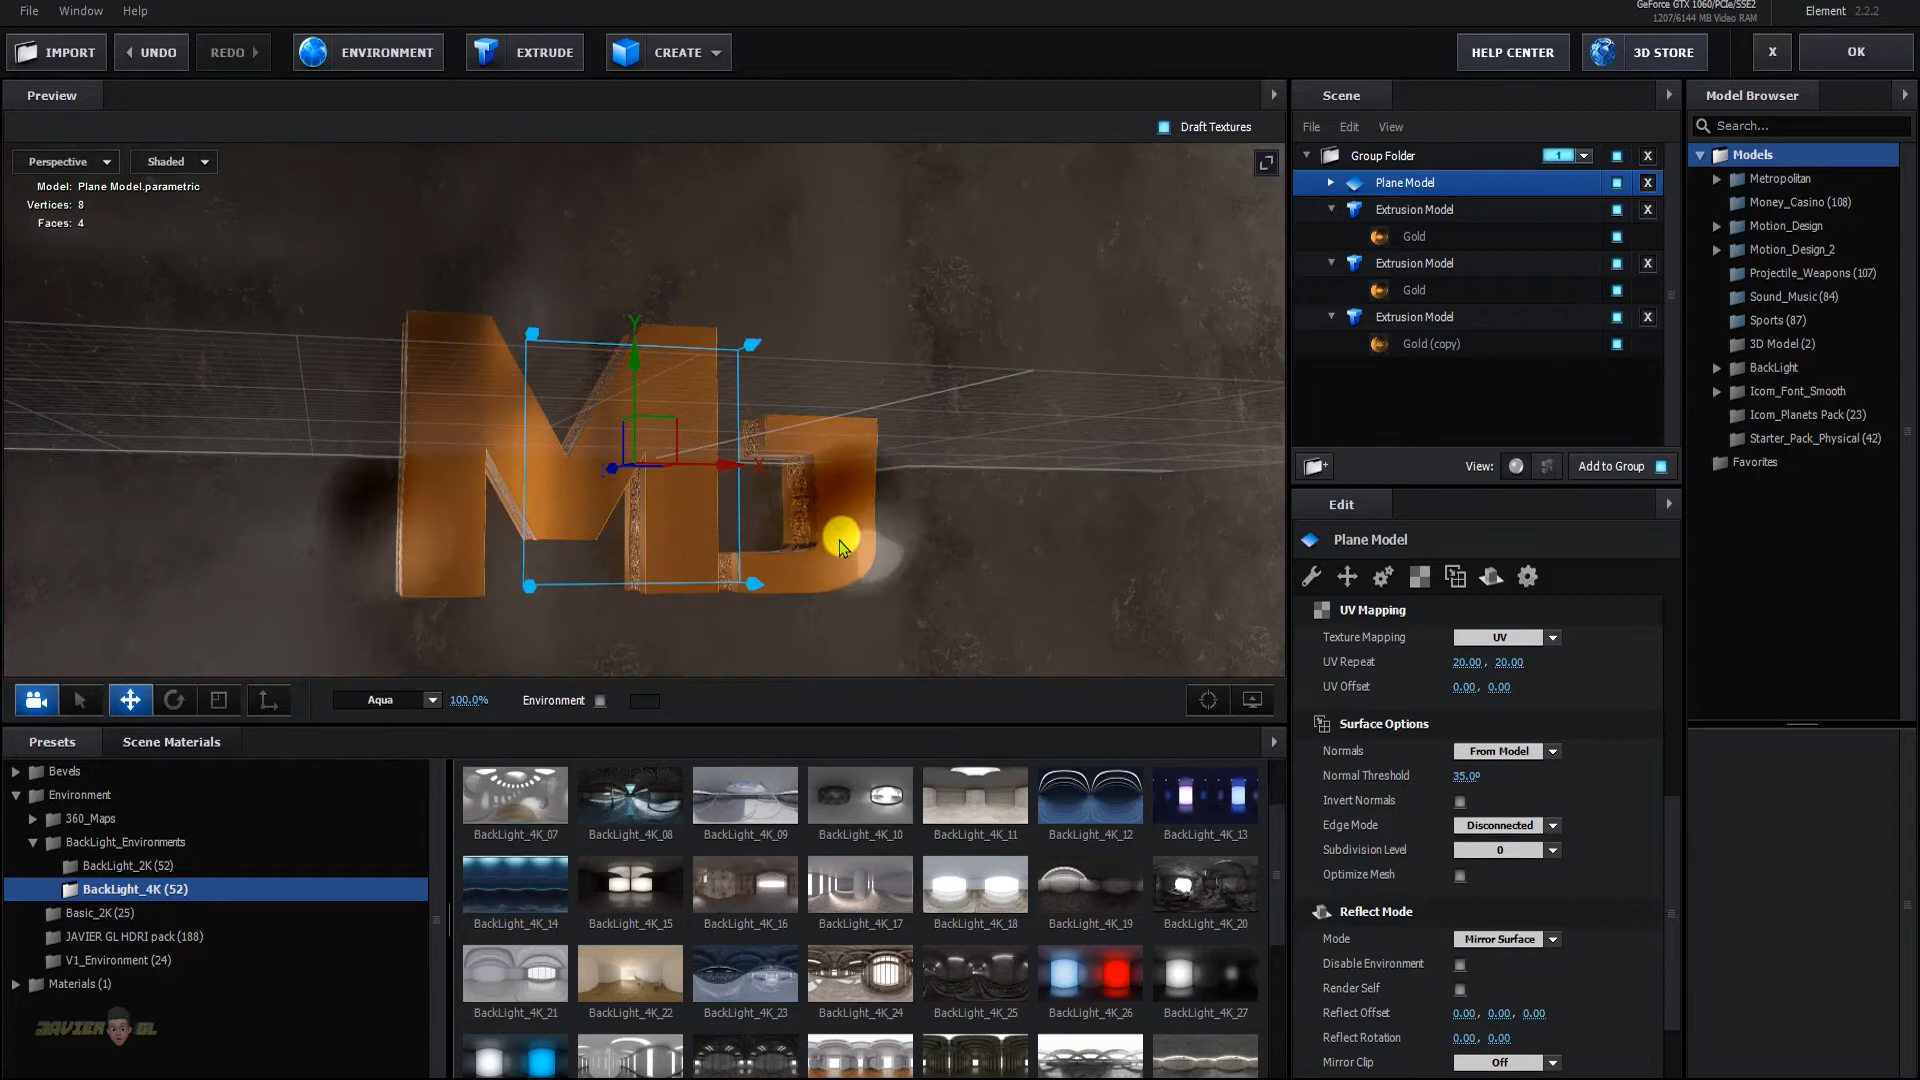 File Window Help
GeForce GTX 1060/PCIe/SSE2
1207/6144 MB Video RAM
Element 2.2.2
IMPORT UNDO REDO ENVIRONMENT EXTRUDE CREATE HELP CENTER 3D STORE X OK
Preview
Draft Textures
Perspective Shaded
Model: Plane Model.parametric
Vertices: 8
Faces: 4
Y
X
Aqua 100.0% Environment
Scene
File Edit View
Group Folder 1 X
Plane Model X
Extrusion Model X
Gold
Extrusion Model X
Gold
Extrusion Model X
Gold (copy)
View: Add to Group
Edit
Plane Model
UV Mapping
Texture Mapping UV
UV Repeat 20.00, 20.00
UV Offset 0.00, 0.00
Surface Options
Normals From Model
Normal Threshold 35.0º
Invert Normals
Edge Mode Disconnected
Subdivision Level 0
Optimize Mesh
Reflect Mode
Mode Mirror Surface
Disable Environment
Render Self
Reflect Offset 0.00, 0.00, 0.00
Reflect Rotation 0.00, 0.00
Mirror Clip Off
Model Browser
Search...
Models
Metropolitan
Money_Casino (108)
Motion_Design
Motion_Design_2
Projectile_Weapons (107)
Sound_Music (84)
Sports (87)
3D Model (2)
BackLight
Icom_Font_Smooth
Icom_Planets Pack (23)
Starter_Pack_Physical (42)
Favorites
Presets Scene Materials
Bevels
Environment
360_Maps
BackLight_Environments
BackLight_2K (52)
BackLight_4K (52)
Basic_2K (25)
JAVIER GL HDRI pack (188)
V1_Environment (24)
Materials (1)
JAVIER GL
BackLight_4K_07 BackLight_4K_08 BackLight_4K_09 BackLight_4K_10 BackLight_4K_11 BackLight_4K_12 BackLight_4K_13
BackLight_4K_14 BackLight_4K_15 BackLight_4K_16 BackLight_4K_17 BackLight_4K_18 BackLight_4K_19 BackLight_4K_20
BackLight_4K_21 BackLight_4K_22 BackLight_4K_23 BackLight_4K_24 BackLight_4K_25 BackLight_4K_26 BackLight_4K_27